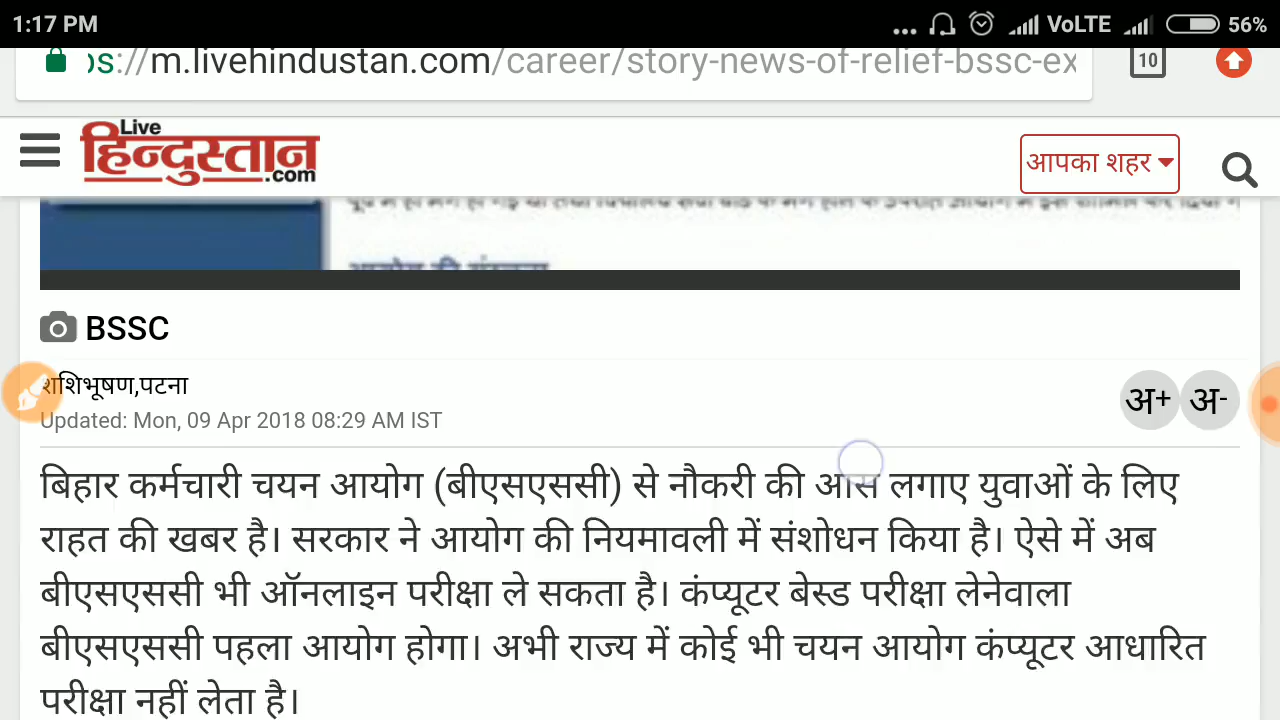 1:17 PM
... VoLTE 56%
ps://m.livehindustan.com/career/story-news-of-relief-bssc-ex
10
Live
हिन्दुस्तान
.com
आपका शहर
BSSC
शशिभूषण,पटना
अ+ अ-
Updated: Mon, 09 Apr 2018 08:29 AM IST
बिहार कर्मचारी चयन आयोग (बीएसएससी) से नौकरी की आस लगाए युवाओं के लिए
राहत की खबर है। सरकार ने आयोग की नियमावली में संशोधन किया है। ऐसे में अब
बीएसएससी भी ऑनलाइन परीक्षा ले सकता है। कंप्यूटर बेस्ड परीक्षा लेनेवाला
बीएसएससी पहला आयोग होगा। अभी राज्य में कोई भी चयन आयोग कंप्यूटर आधारित
परीक्षा नहीं लेता है।